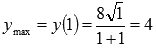 y_max = y(1) = 8√1 / 1+1 = 4